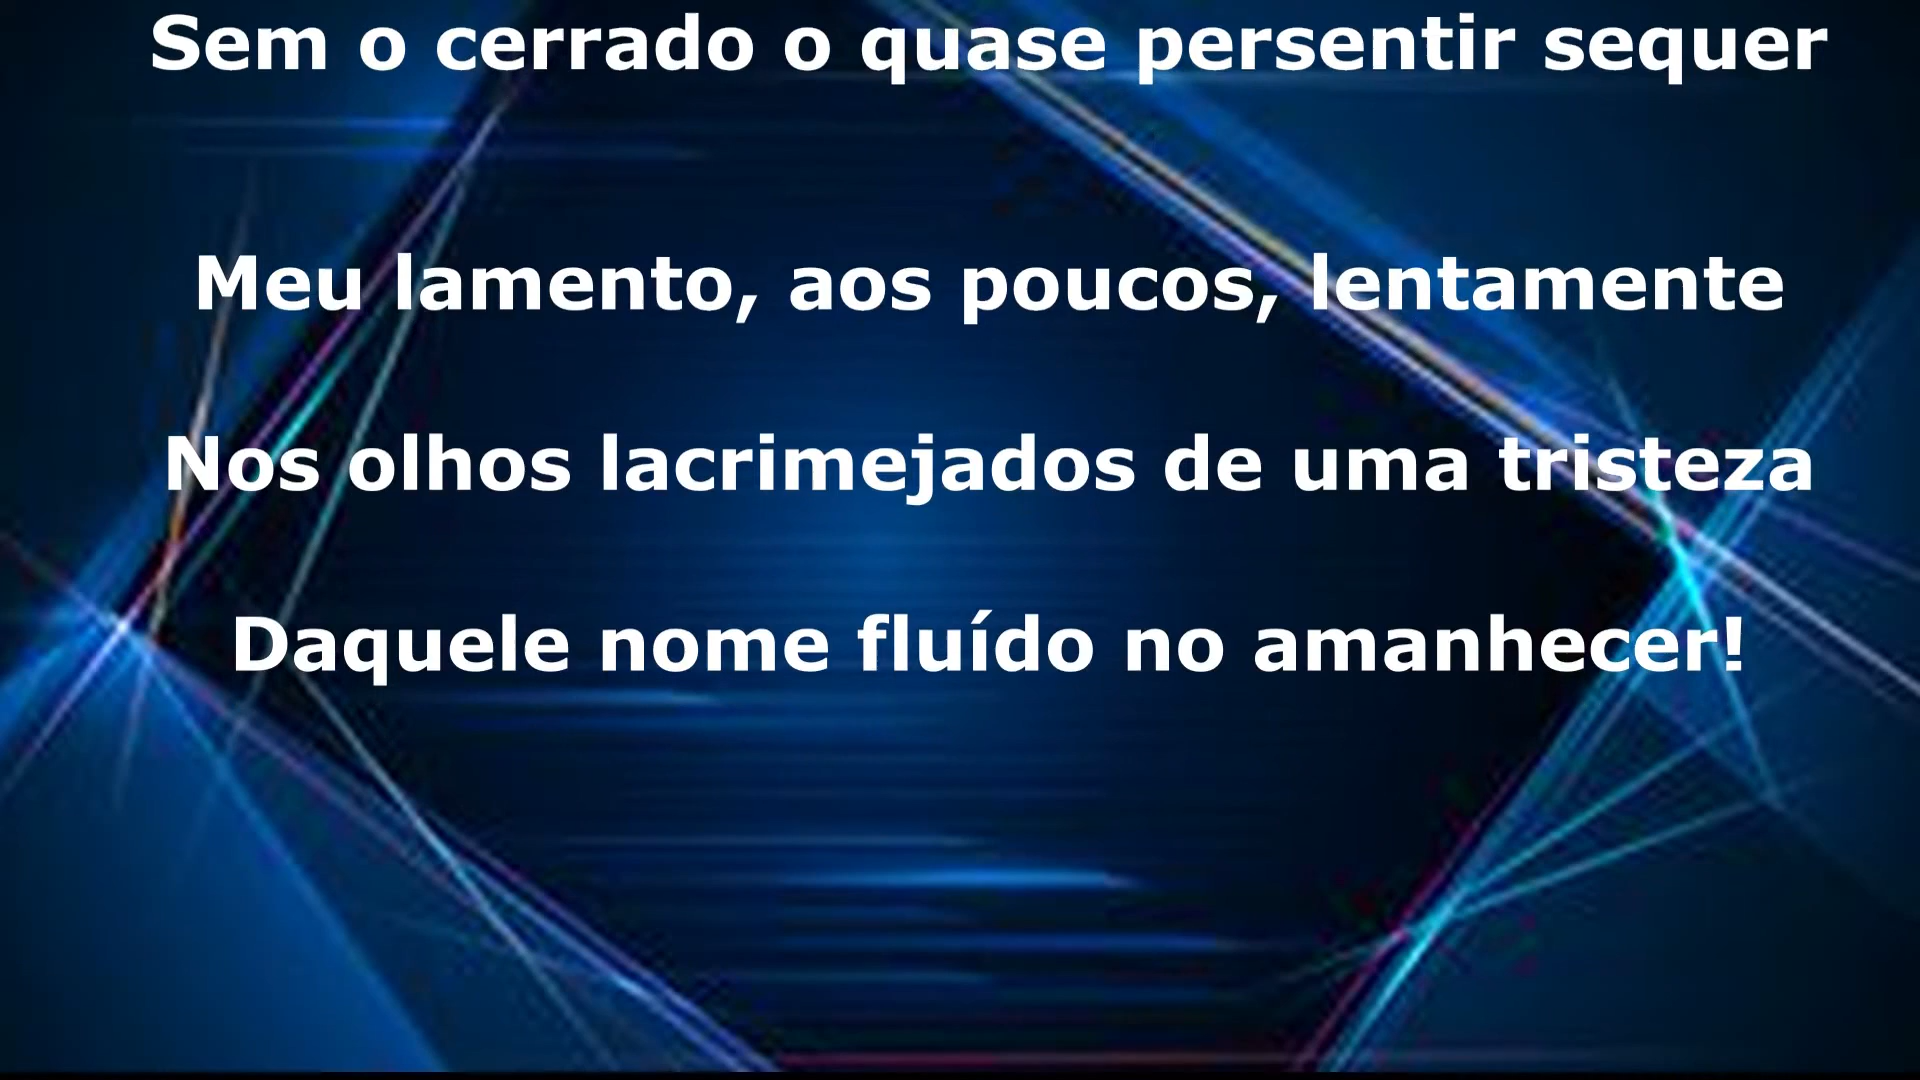 Sem o cerrado o quase persentir sequer
Meu lamento, aos poucos, lentamente
Nos olhos lacrimejados de uma tristeza
Daquele nome fluído no amanhecer!